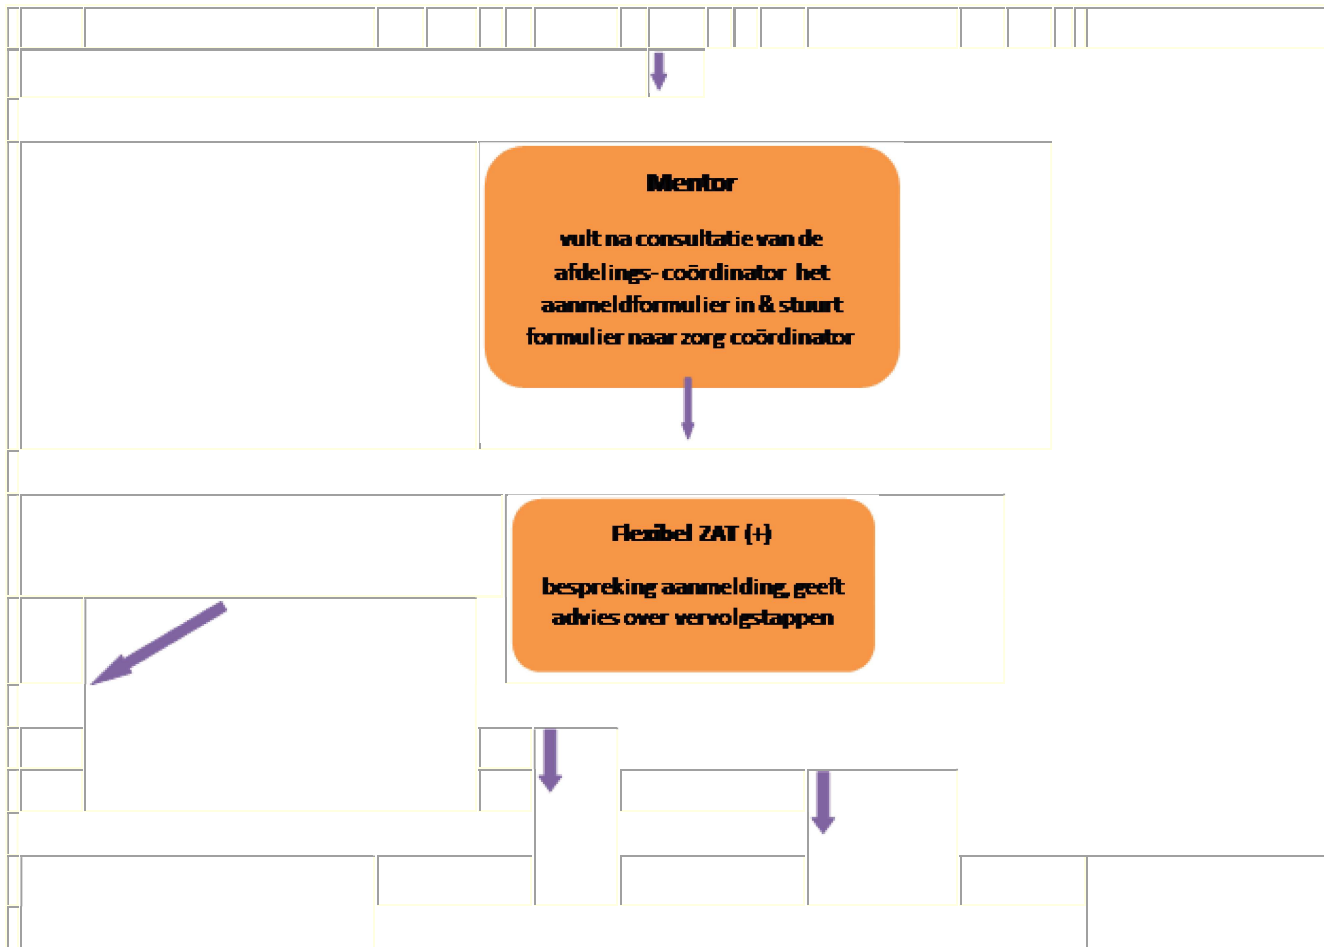 Mentor
vult na consultatie van de
afdelings- coördinator het
aanmeldformulier in & stuurt
formulier naar zorg coördinator
Flexibel ZAT (+)
bespreking aanmelding, geeft
advies over vervolgstappen